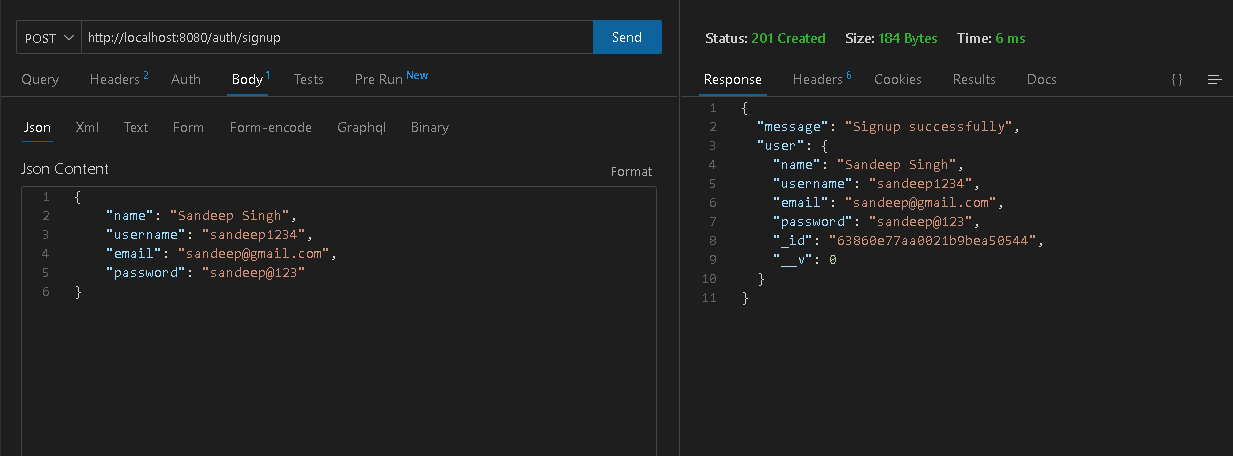 POST http://localhost:8080/auth/signup Send
Query Headers 2 Auth Body 1 Tests Pre Run New
Json Xml Text Form Form-encode Graphql Binary
Json Content
Format
1 {
2 "name": "Sandeep Singh",
3 "username": "sandeep1234",
4 "email": "sandeep@gmail.com",
5 "password": "sandeep@123"
6 }
Status: 201 Created Size: 184 Bytes Time: 6 ms
Response Headers 6 Cookies Results Docs {}
1 {
2 "message": "Signup successfully",
3 "user": {
4 "name": "Sandeep Singh",
5 "username": "sandeep1234",
6 "email": "sandeep@gmail.com",
7 "password": "sandeep@123",
8 "_id": "63860e77aa0021b9bea50544",
9 "__v": 0
10 }
11 }